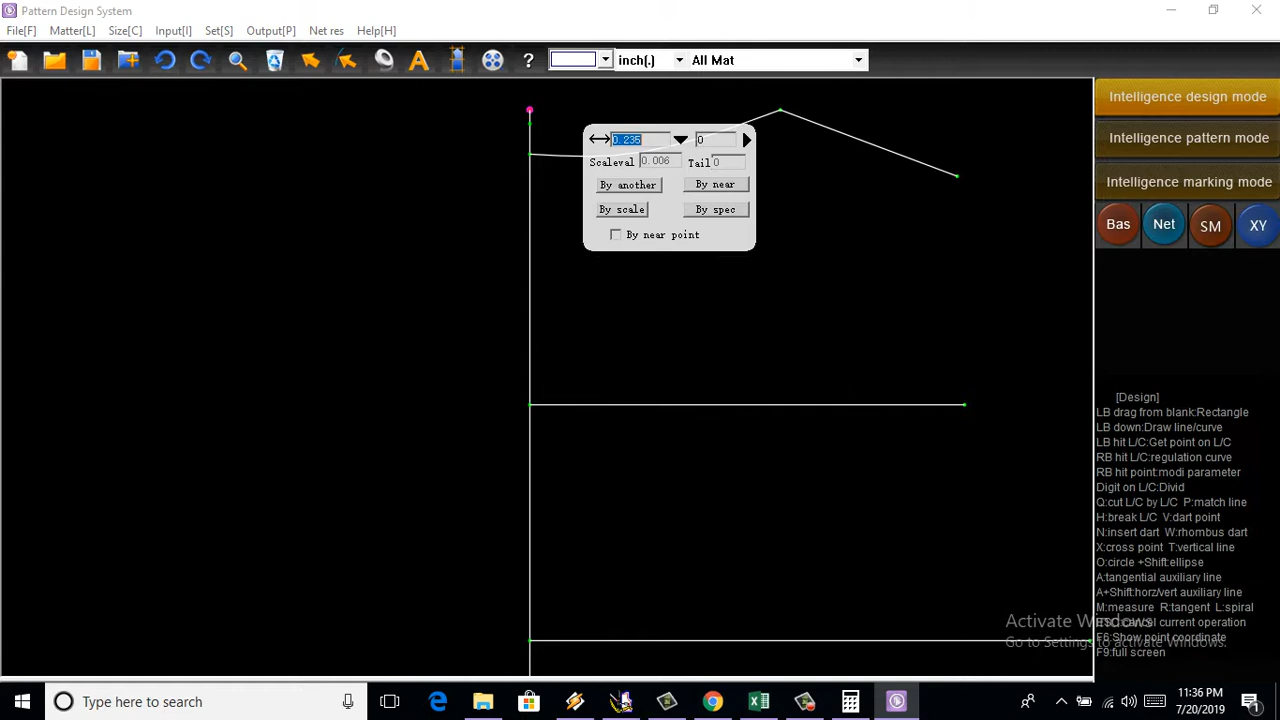 Pattern Design System
File[F] Matter[L] Size[C] Input[I] Set[S] Output[P] Net res Help[H]
A ? inch(.) All Mat
Intelligence design mode
Intelligence pattern mode
Intelligence marking mode
Bas Net SM XY
0.235 0
Scaleval 0.006 Tail 0
By another By near
By scale By spec
By near point
[Design]
LB drag from blank:Rectangle
LB down:Draw line/curve
LB hit L/C:Get point on L/C
RB hit L/C:regulation curve
RB hit point:modi parameter
Digit on L/C:Divid
Q:cut L/C by L/C P:match line
H:break L/C V:dart point
N:insert dart W:rhombus dart
X:cross point T:vertical line
O:circle +Shift:ellipse
A:tangential auxiliary line
A+Shift:horz/vert auxiliary line
M:measure R:tangent L:spiral
current operation
F6:Show point coordinate
F9:full screen
Activate Windows
Go to Settings to activate Windows.
Type here to search
11:36 PM
7/20/2019
1